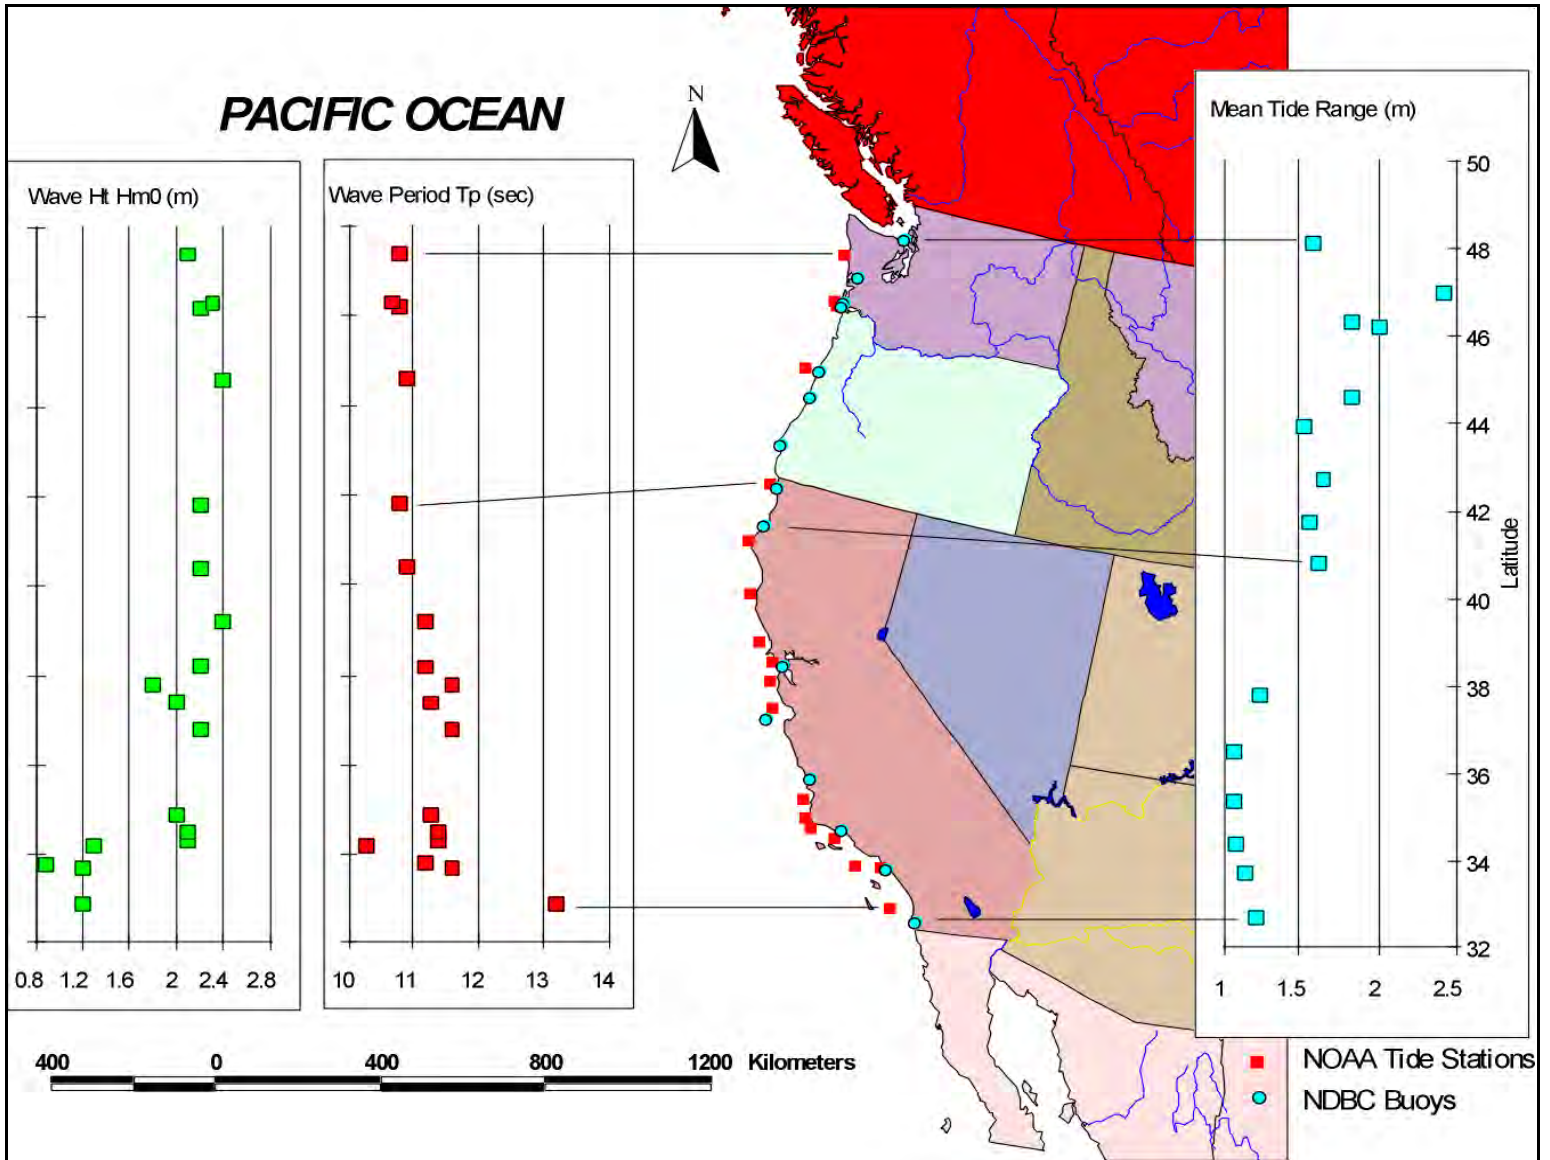 PACIFIC OCEAN
N
Mean Tide Range (m)
Wave Ht Hm0 (m)
Wave Period Tp (sec)
50
48
46
44
42
40
38
36
34
32
Latitude
0.8 1.2 1.6 2 2.4 2.8
10 11 12 13 14
1 1.5 2 2.5
400 0 400 800 1200 Kilometers
NOAA Tide Stations
NDBC Buoys